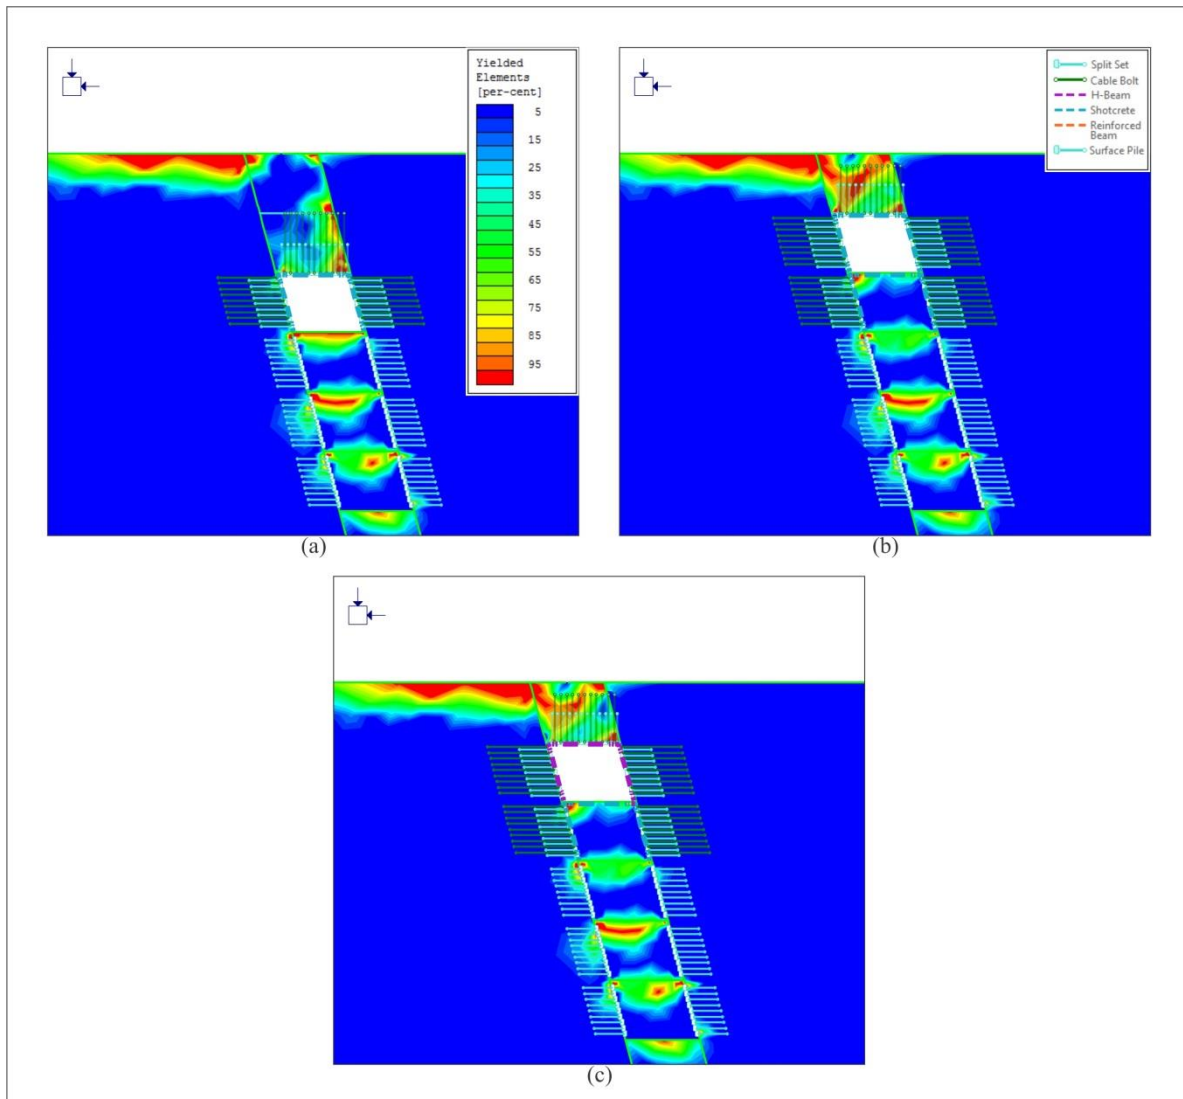 Yielded
Elements
[per-cent]
5
15
25
35
45
55
65
75
85
95
(a)
Split Set
Cable Bolt
H-Beam
Shotcrete
Reinforced
Beam
Surface Pile
(b)
(c)